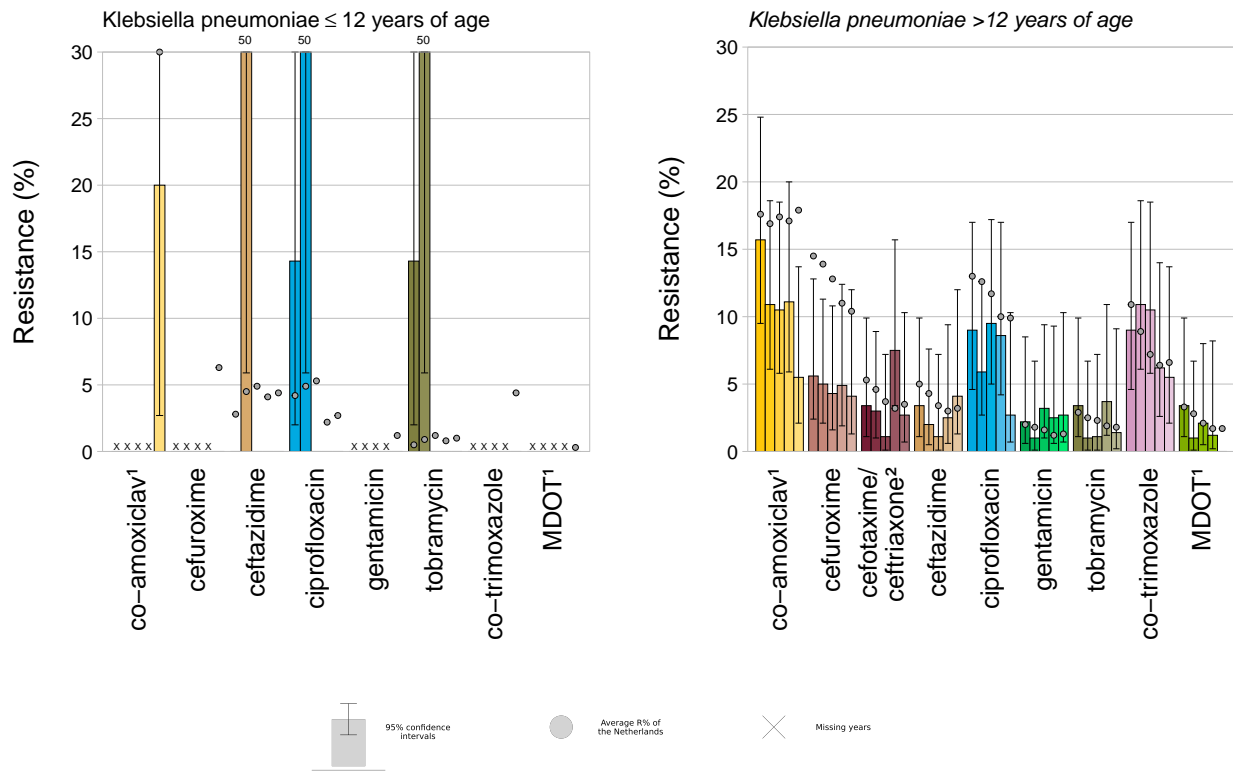 Klebsiella pneumoniae ≤ 12 years of age
50 50 50
30
25
20
15
10
5
0
Resistance (%)
x x x x x x x x x x x x x x x x x x x x
co−amoxiclav¹
cefuroxime
ceftazidime
ciprofloxacin
gentamicin
tobramycin
co−trimoxazole
MDOT¹
Klebsiella pneumoniae >12 years of age
30
25
20
15
10
5
0
Resistance (%)
co−amoxiclav¹
cefuroxime
cefotaxime/
ceftriaxone²
ceftazidime
ciprofloxacin
gentamicin
tobramycin
co−trimoxazole
MDOT¹
95% confidence
intervals
Average R% of
the Netherlands
Missing years